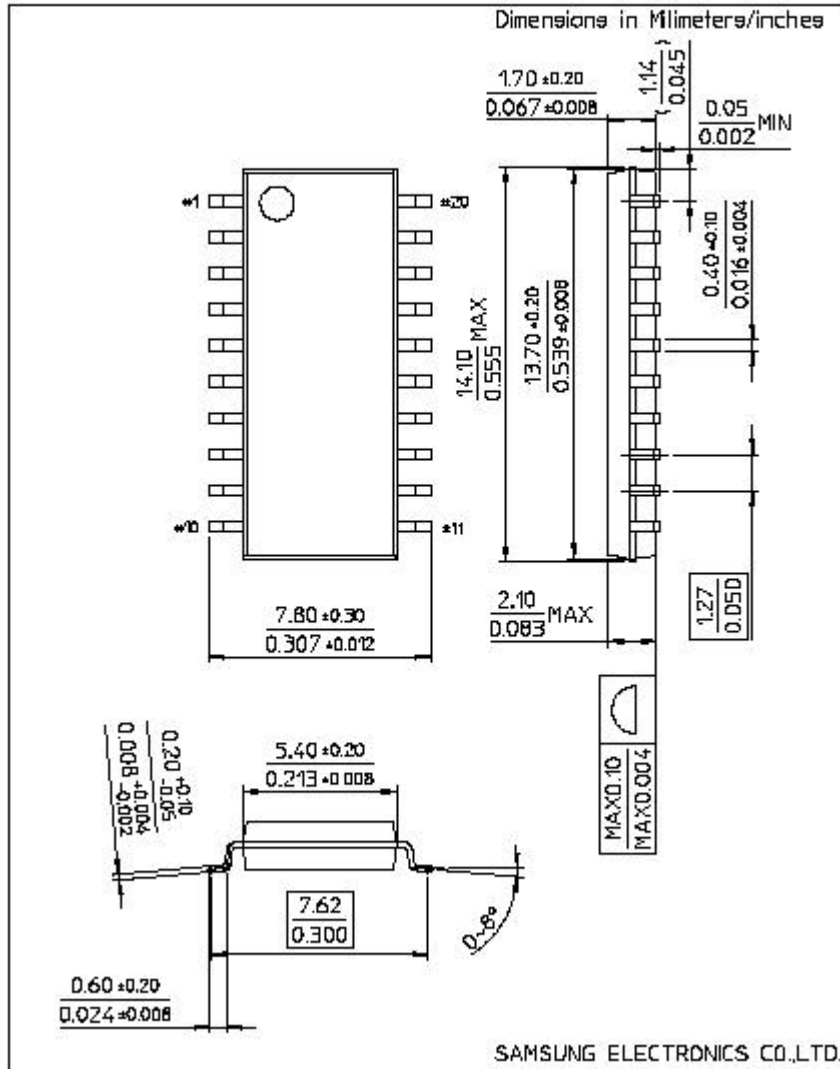 Dimensions in Milimeters/inches
1.70 ±0.20
0.067 ±0.008
1.14
0.045
0.05
0.002 MIN
#1
#20
0.40 ±0.10
0.016 ±0.004
14.10 MAX
0.555
13.70 ±0.20
0.539 ±0.008
#10
#11
7.80 ±0.30
0.307 ±0.012
2.10
0.083 MAX
1.27
0.050
MAX0.10
MAX0.004
0.20 +0.10 -0.05
0.008 +0.004 -0.002
5.40 ±0.20
0.213 ±0.008
7.62
0.300
0~8°
0.60 ±0.20
0.024 ±0.008
SAMSUNG ELECTRONICS CO.,LTD.